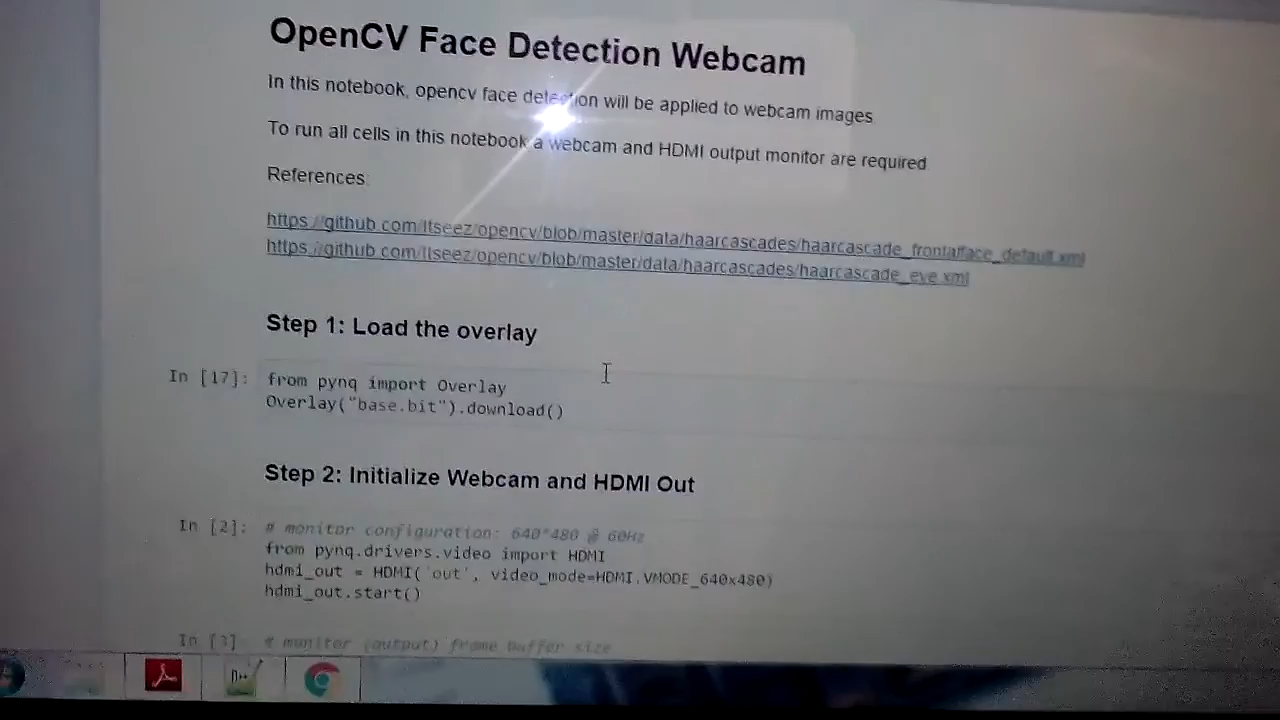 OpenCV Face Detection Webcam
In this notebook, opencv face detection will be applied to webcam images
To run all cells in this notebook a webcam and HDMI output monitor are required
References:
https://github.com/Itseez/opencv/blob/master/data/haarcascades/haarcascade_frontalface_default.xml
https://github.com/Itseez/opencv/blob/master/data/haarcascades/haarcascade_eye.xml
Step 1: Load the overlay
In [17]: from pynq import Overlay
Overlay("base.bit").download()
Step 2: Initialize Webcam and HDMI Out
In [2]: # monitor configuration: 640*480 @ 60Hz
from pynq.drivers.video import HDMI
hdmi_out = HDMI('out', video_mode=HDMI.VMODE_640x480)
hdmi_out.start()
In [3]: # monitor (output) frame buffer size